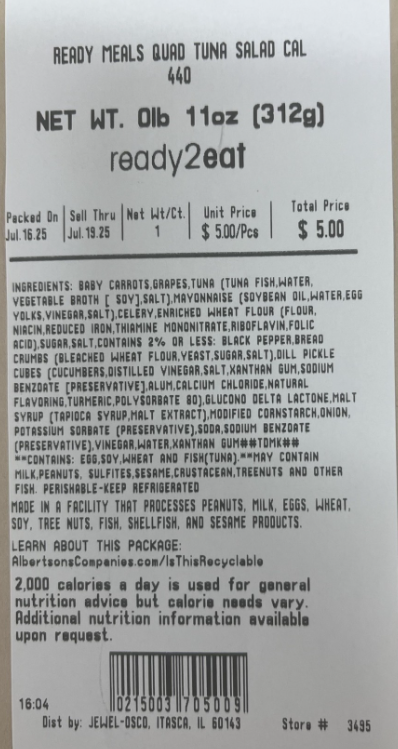 READY MEALS QUAD TUNA SALAD CAL
440
NET WT. 0lb 11oz (312g)
ready2eat
Packed On Sell Thru Net Wt/Ct. Unit Price Total Price
Jul.16.25 Jul.19.25 1 $ 5.00/Pcs $ 5.00
INGREDIENTS: BABY CARROTS,GRAPES,TUNA (TUNA FISH,WATER,
VEGETABLE BROTH [ SOY],SALT),MAYONNAISE (SOYBEAN OIL,WATER,EGG
YOLKS,VINEGAR,SALT),CELERY,ENRICHED WHEAT FLOUR (FLOUR,
NIACIN,REDUCED IRON,THIAMINE MONONITRATE,RIBOFLAVIN,FOLIC
ACID),SUGAR,SALT,CONTAINS 2% OR LESS: BLACK PEPPER,BREAD
CRUMBS (BLEACHED WHEAT FLOUR,YEAST,SUGAR,SALT),DILL PICKLE
CUBES (CUCUMBERS,DISTILLED VINEGAR,SALT,XANTHAN GUM,SODIUM
BENZOATE [PRESERVATIVE],ALUM,CALCIUM CHLORIDE,NATURAL
FLAVORING,TURMERIC,POLYSORBATE 80),GLUCONO DELTA LACTONE,MALT
SYRUP (TAPIOCA SYRUP,MALT EXTRACT),MODIFIED CORNSTARCH,ONION,
POTASSIUM SORBATE (PRESERVATIVE),SODA,SODIUM BENZOATE
(PRESERVATIVE),VINEGAR,WATER,XANTHAN GUM##TDMK##
**CONTAINS: EGG,SOY,WHEAT AND FISH(TUNA).**MAY CONTAIN
MILK,PEANUTS, SULFITES,SESAME,CRUSTACEAN,TREENUTS AND OTHER
FISH. PERISHABLE-KEEP REFRIGERATED
MADE IN A FACILITY THAT PROCESSES PEANUTS, MILK, EGGS, WHEAT,
SOY, TREE NUTS, FISH, SHELLFISH, AND SESAME PRODUCTS.
LEARN ABOUT THIS PACKAGE:
AlbertsonsCompanies.com/IsThisRecyclable
2,000 calories a day is used for general
nutrition advice but calorie needs vary.
Additional nutrition information available
upon request.
16:04 0215003 705009
Dist by: JEWEL-OSCO, ITASCA, IL 60143 Store # 3495